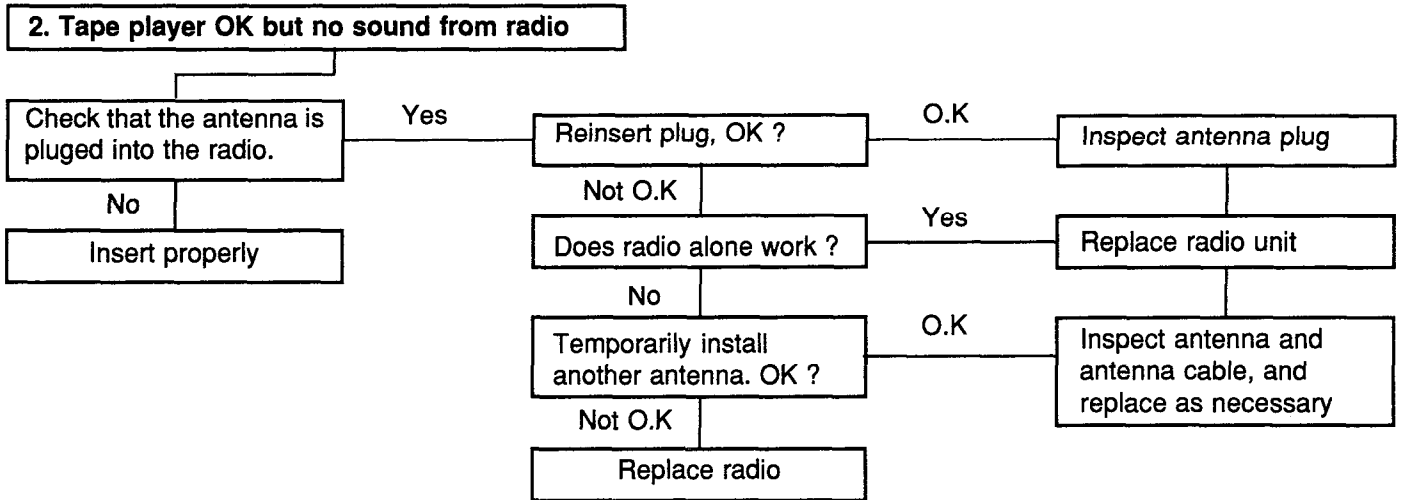 2. Tape player OK but no sound from radio
Check that the antenna is
pluged into the radio.
Yes
Reinsert plug, OK ?
O.K
Inspect antenna plug
No
Not O.K
Insert properly
Does radio alone work ?
Yes
Replace radio unit
No
Temporarily install
another antenna. OK ?
O.K
Inspect antenna and
antenna cable, and
replace as necessary
Not O.K
Replace radio